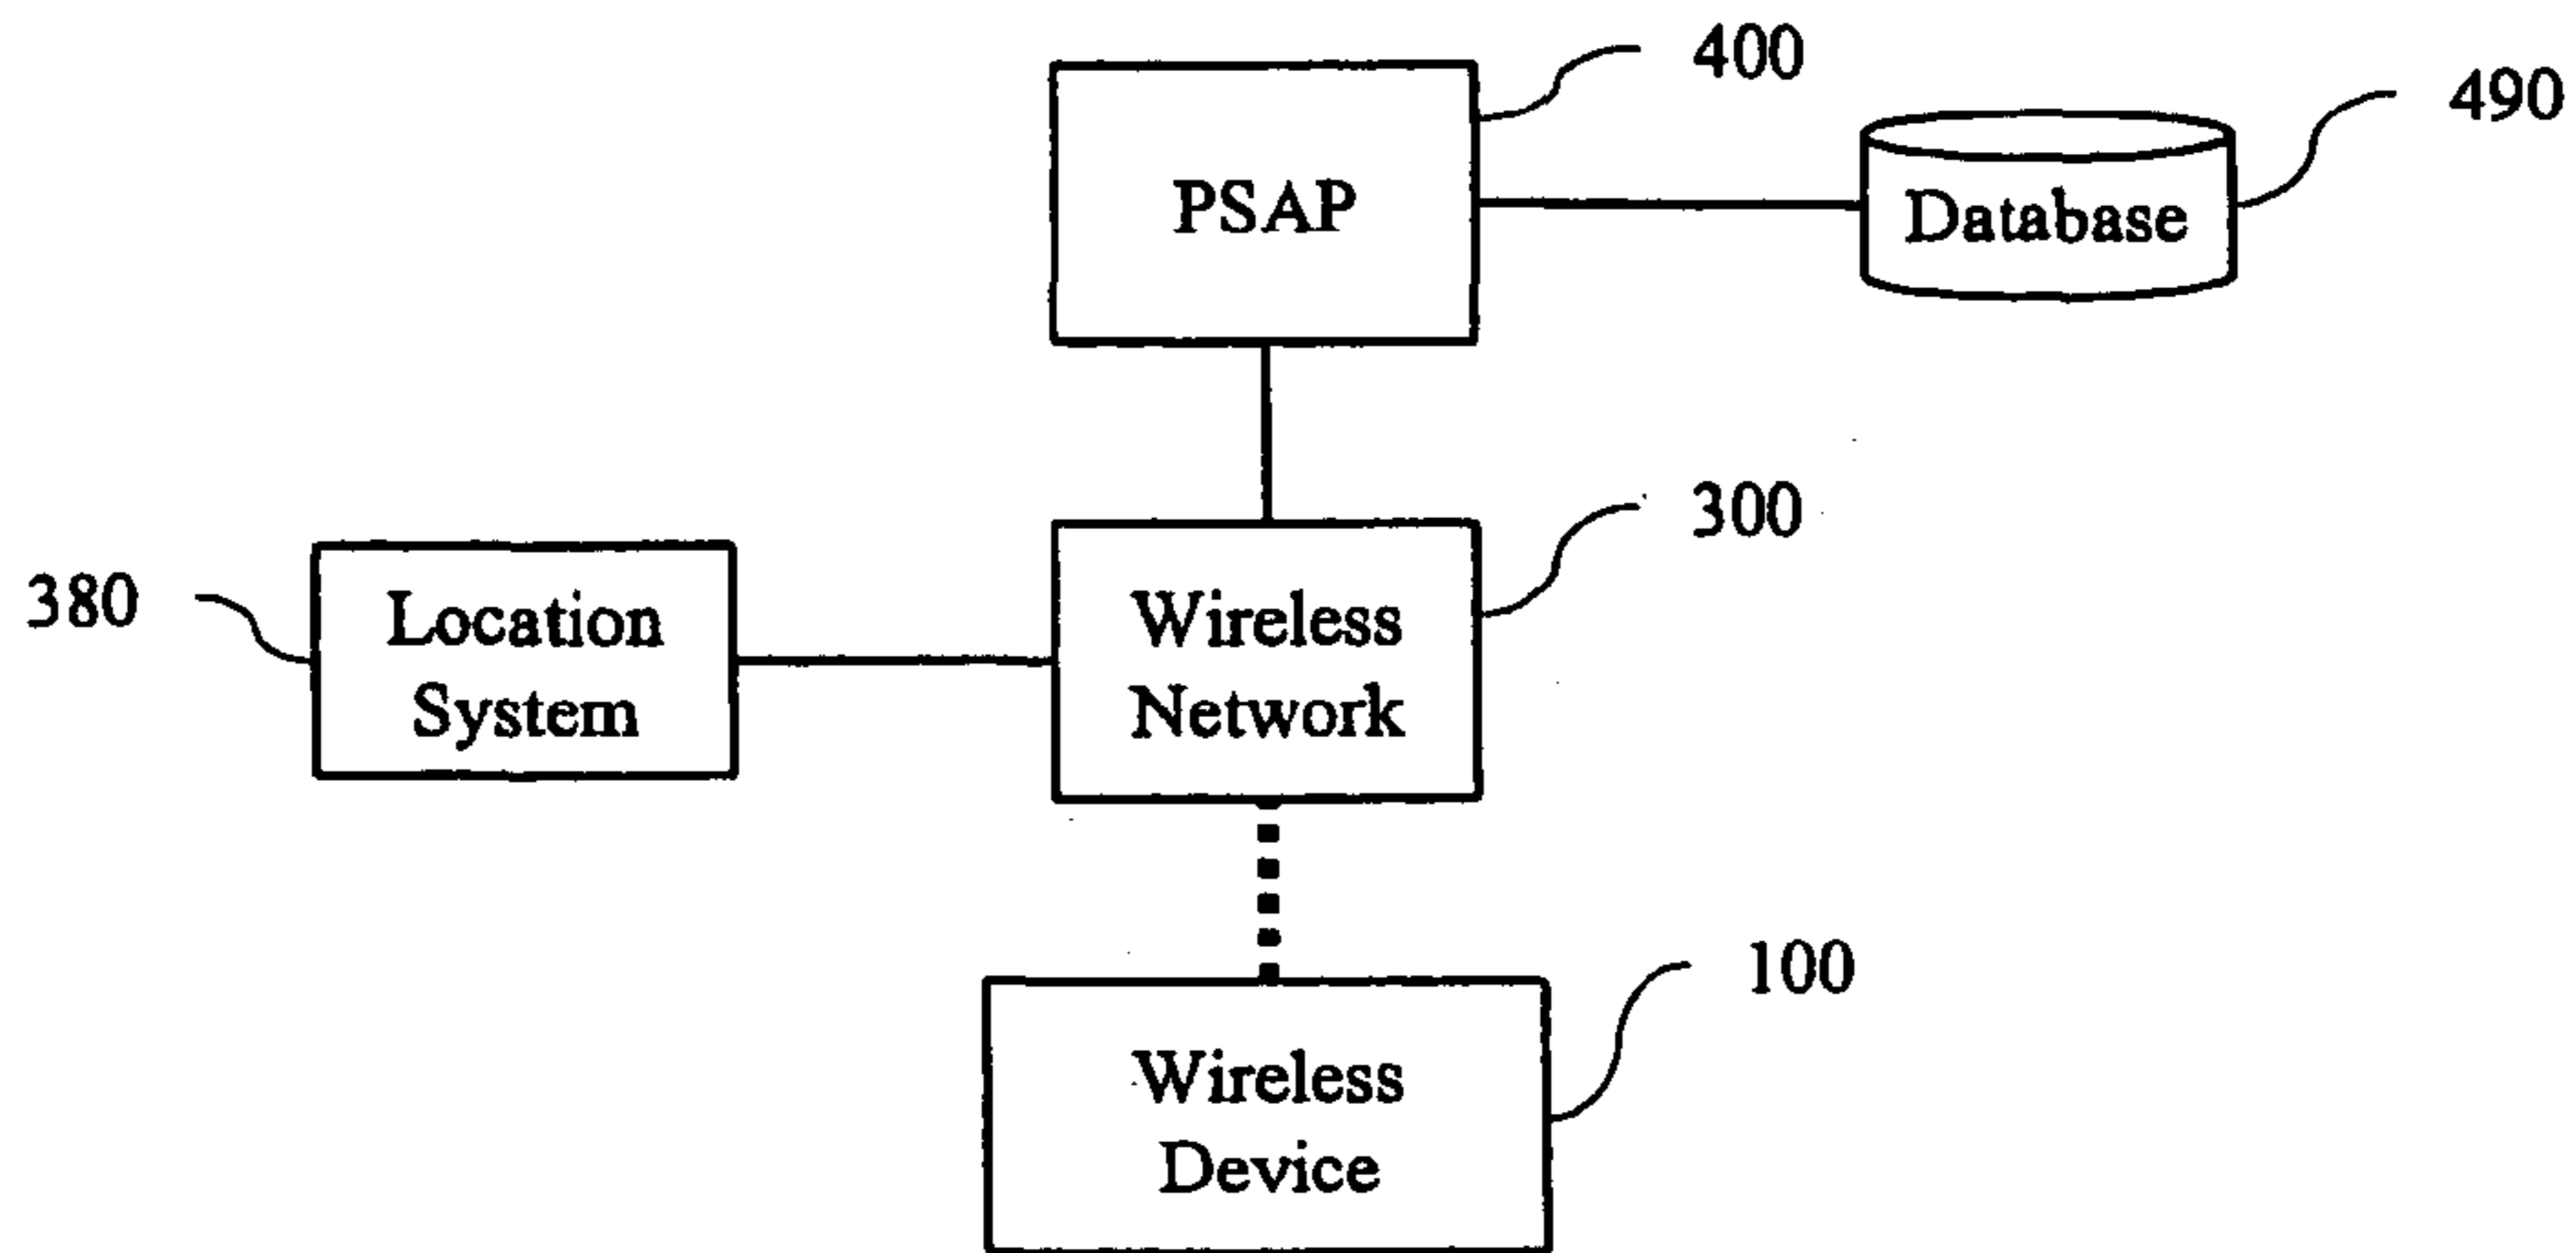 400
490
PSAP
Database
300
380
Location
System
Wireless
Network
100
Wireless
Device